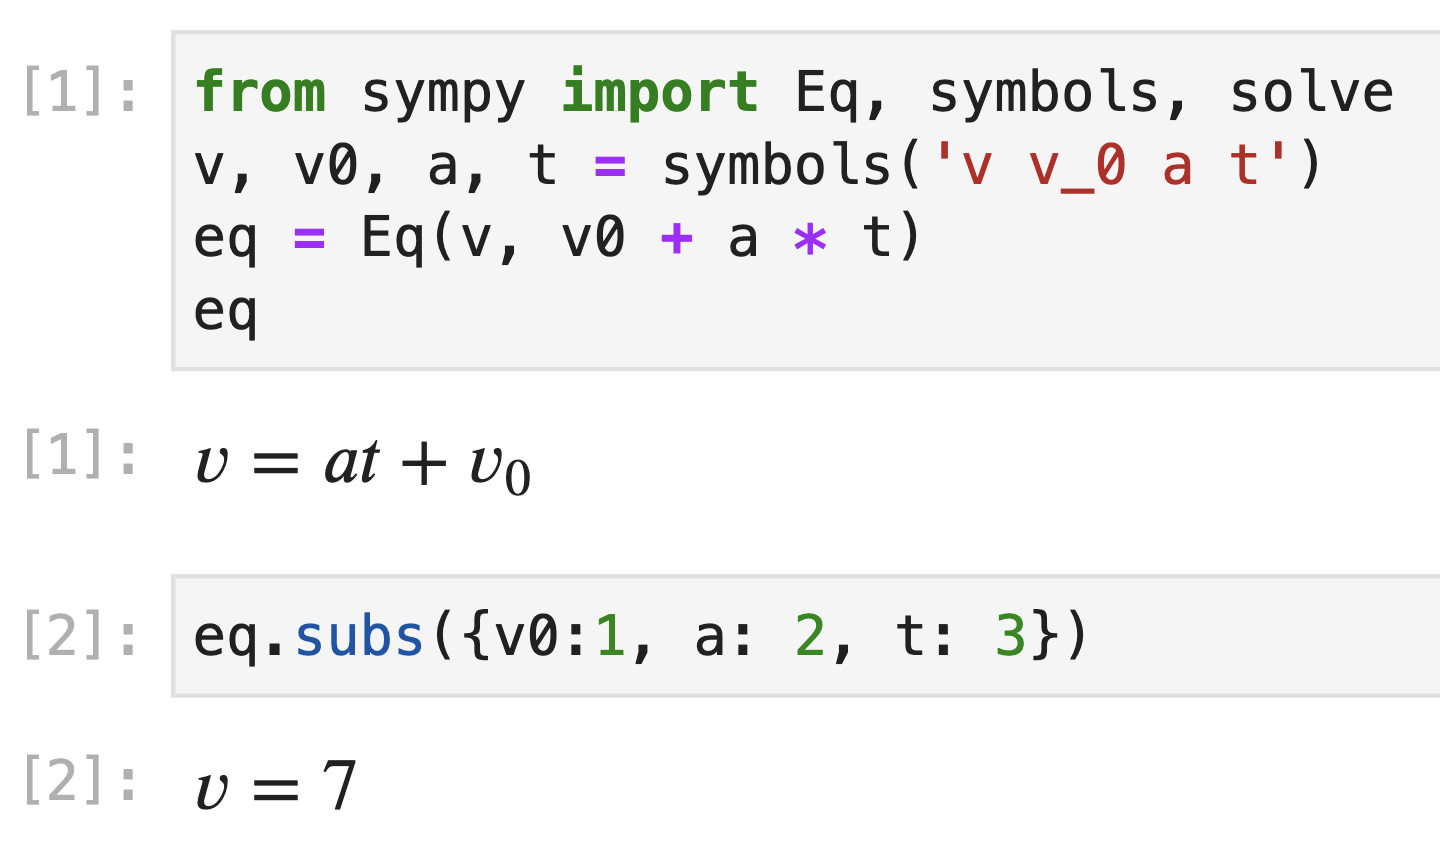 [1]: from sympy import Eq, symbols, solve
v, v0, a, t = symbols('v v_0 a t')
eq = Eq(v, v0 + a * t)
eq
[1]: v = at + v₀
[2]: eq.subs({v0:1, a: 2, t: 3})
[2]: v = 7